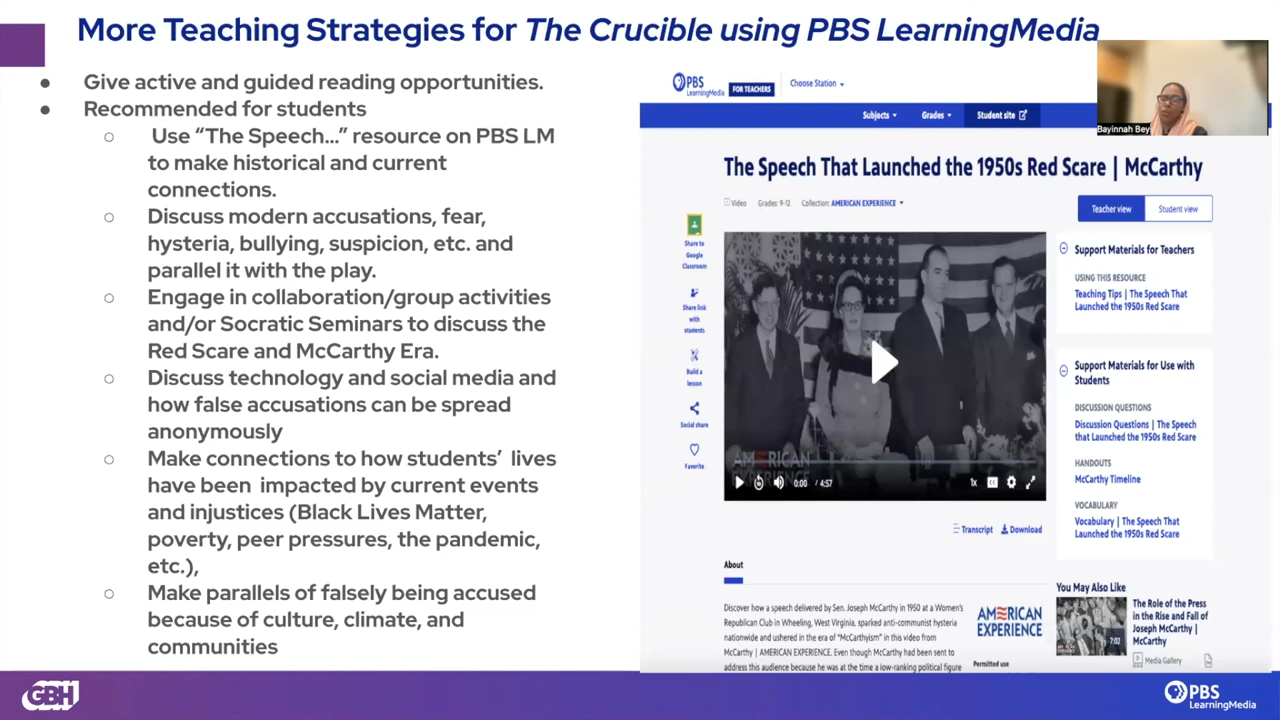 More Teaching Strategies for The Crucible using PBS LearningMedia
● Give active and guided reading opportunities.
● Recommended for students
○ Use “The Speech...” resource on PBS LM
to make historical and current
connections.
○ Discuss modern accusations, fear,
hysteria, bullying, suspicion, etc. and
parallel it with the play.
○ Engage in collaboration/group activities
and/or Socratic Seminars to discuss the
Red Scare and McCarthy Era.
○ Discuss technology and social media and
how false accusations can be spread
anonymously
○ Make connections to how students’ lives
have been impacted by current events
and injustices (Black Lives Matter,
poverty, peer pressures, the pandemic,
etc.),
○ Make parallels of falsely being accused
because of culture, climate, and
communities
PBS
LearningMedia
FOR TEACHERS
Choose Station
Subjects
Grades
Student site
Bayinnah Bey
The Speech That Launched the 1950s Red Scare | McCarthy
Video Grades: 9-12 Collection: AMERICAN EXPERIENCE
Teacher view
Student view
Share to
Google
Classroom
Share link
with
students
Build a
lesson
Social share
Favorite
AMERICAN
EXPERIENCE
0:00 / 4:57
1x
CC
Transcript
Download
Support Materials for Teachers
USING THIS RESOURCE
Teaching Tips | The Speech That
Launched the 1950s Red Scare
Support Materials for Use with
Students
DISCUSSION QUESTIONS
Discussion Questions | The Speech
that Launched the 1950s Red Scare
HANDOUTS
McCarthy Timeline
VOCABULARY
Vocabulary | The Speech That
Launched the 1950s Red Scare
About
Discover how a speech delivered by Sen. Joseph McCarthy in 1950 at a Women's
Republican Club in Wheeling, West Virginia, sparked anti-communist hysteria
nationwide and ushered in the era of "McCarthyism" in this video from
McCarthy | AMERICAN EXPERIENCE. Even though McCarthy had been sent to
address this audience because he was at the time a low-ranking political figure
AMERICAN
EXPERIENCE
Permitted use
You May Also Like
7:02
The Role of the Press
in the Rise and Fall of
Joseph McCarthy |
McCarthy
Media Gallery
GBH
PBS
LearningMedia